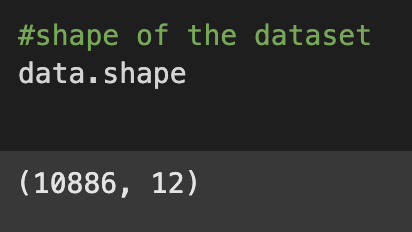 #shape of the dataset
data.shape
(10886, 12)